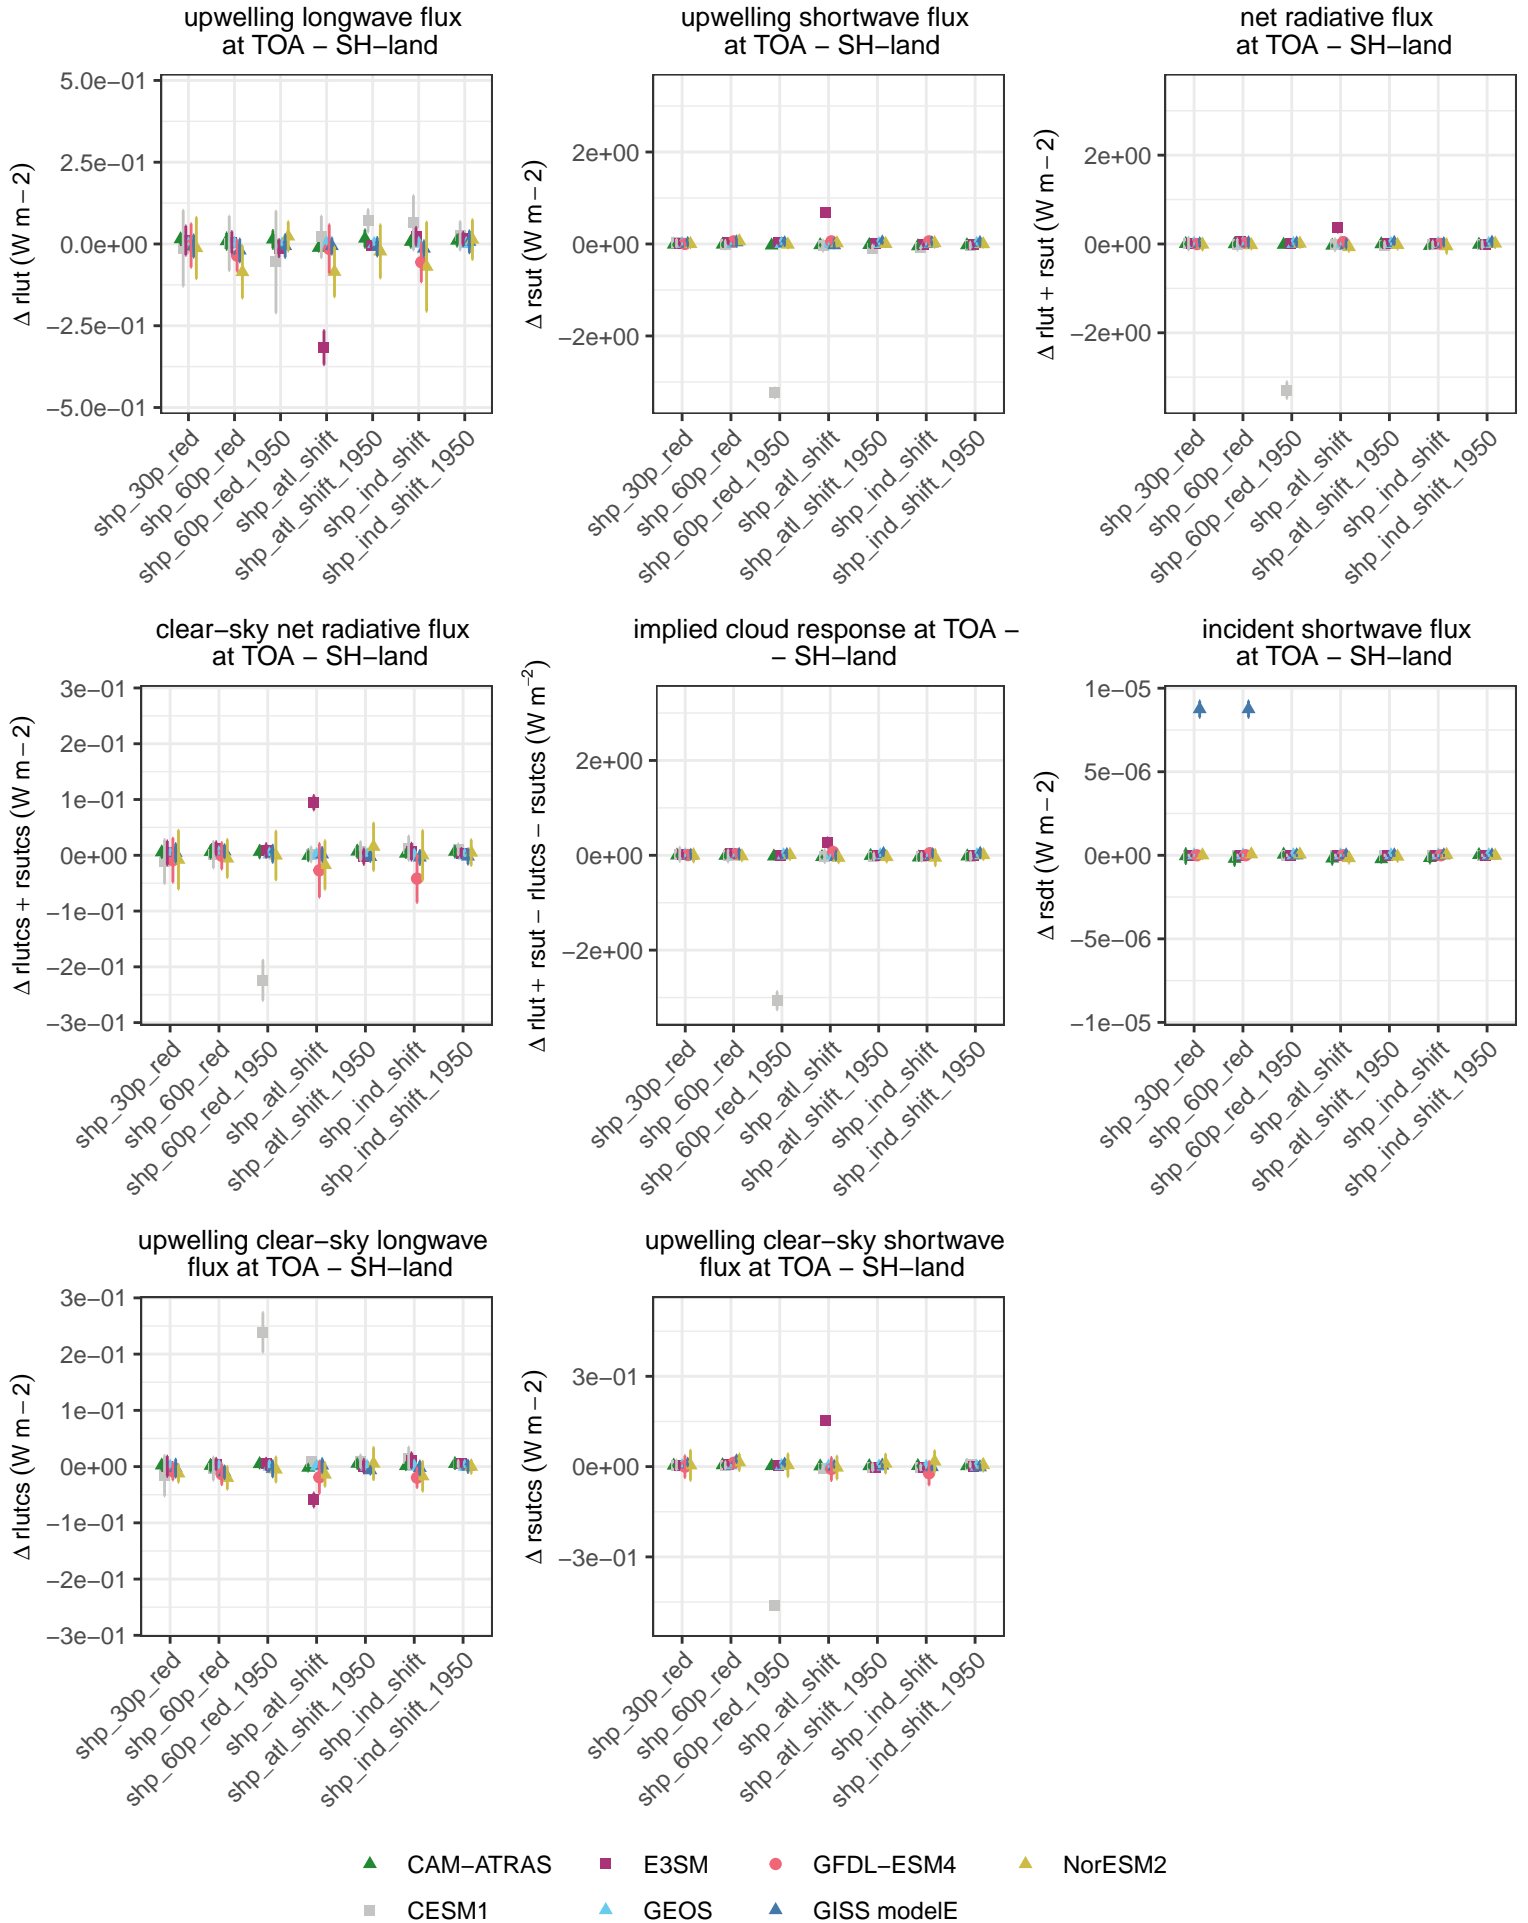 upwelling longwave flux
at TOA − SH−land
Δ rlut (W m − 2)
5.0e−01
2.5e−01
0.0e+00
−2.5e−01
−5.0e−01
shp_30p_red
shp_60p_red
shp_60p_red_1950
shp_atl_shift
shp_atl_shift_1950
shp_ind_shift
shp_ind_shift_1950
upwelling shortwave flux
at TOA − SH−land
Δ rsut (W m − 2)
2e+00
0e+00
−2e+00
shp_30p_red
shp_60p_red
shp_60p_red_1950
shp_atl_shift
shp_atl_shift_1950
shp_ind_shift
shp_ind_shift_1950
net radiative flux
at TOA − SH−land
Δ rlut + rsut (W m − 2)
2e+00
0e+00
−2e+00
shp_30p_red
shp_60p_red
shp_60p_red_1950
shp_atl_shift
shp_atl_shift_1950
shp_ind_shift
shp_ind_shift_1950
clear−sky net radiative flux
at TOA − SH−land
Δ rlutcs + rsutcs (W m − 2)
3e−01
2e−01
1e−01
0e+00
−1e−01
−2e−01
−3e−01
shp_30p_red
shp_60p_red
shp_60p_red_1950
shp_atl_shift
shp_atl_shift_1950
shp_ind_shift
shp_ind_shift_1950
implied cloud response at TOA −
− SH−land
Δ rlut + rsut − rlutcs − rsutcs (W m⁻²)
2e+00
0e+00
−2e+00
shp_30p_red
shp_60p_red
shp_60p_red_1950
shp_atl_shift
shp_atl_shift_1950
shp_ind_shift
shp_ind_shift_1950
incident shortwave flux
at TOA − SH−land
Δ rsdt (W m − 2)
1e−05
5e−06
0e+00
−5e−06
−1e−05
shp_30p_red
shp_60p_red
shp_60p_red_1950
shp_atl_shift
shp_atl_shift_1950
shp_ind_shift
shp_ind_shift_1950
upwelling clear−sky longwave
flux at TOA − SH−land
Δ rlutcs (W m − 2)
3e−01
2e−01
1e−01
0e+00
−1e−01
−2e−01
−3e−01
shp_30p_red
shp_60p_red
shp_60p_red_1950
shp_atl_shift
shp_atl_shift_1950
shp_ind_shift
shp_ind_shift_1950
upwelling clear−sky shortwave
flux at TOA − SH−land
Δ rsutcs (W m − 2)
3e−01
0e+00
−3e−01
shp_30p_red
shp_60p_red
shp_60p_red_1950
shp_atl_shift
shp_atl_shift_1950
shp_ind_shift
shp_ind_shift_1950
CAM−ATRAS E3SM GFDL−ESM4 NorESM2
CESM1 GEOS GISS modelE